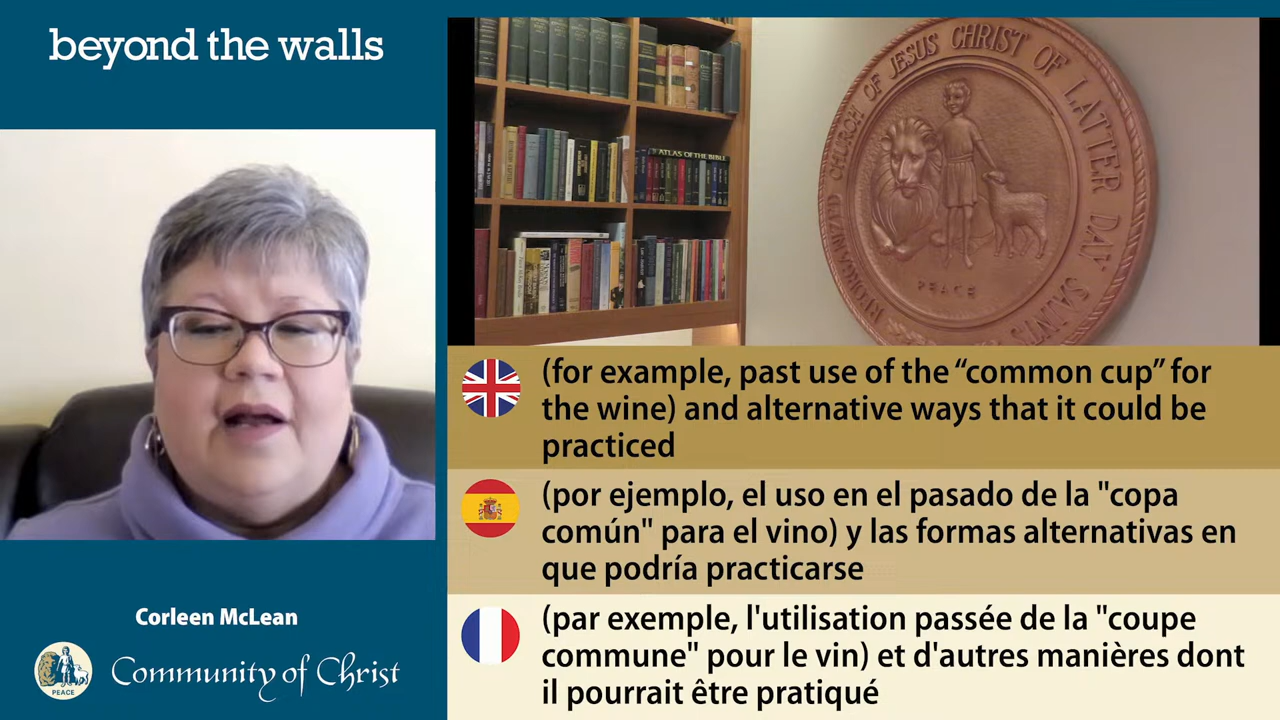 beyond the walls
ATLAS OF THE BIBLE
REORGANIZED CHURCH OF JESUS CHRIST OF LATTER DAY SAINTS
PEACE
(for example, past use of the “common cup” for
the wine) and alternative ways that it could be
practiced
(por ejemplo, el uso en el pasado de la "copa
común" para el vino) y las formas alternativas en
que podría practicarse
(par exemple, l'utilisation passée de la "coupe
commune" pour le vin) et d'autres manières dont
il pourrait être pratiqué
Corleen McLean
PEACE
Community of Christ